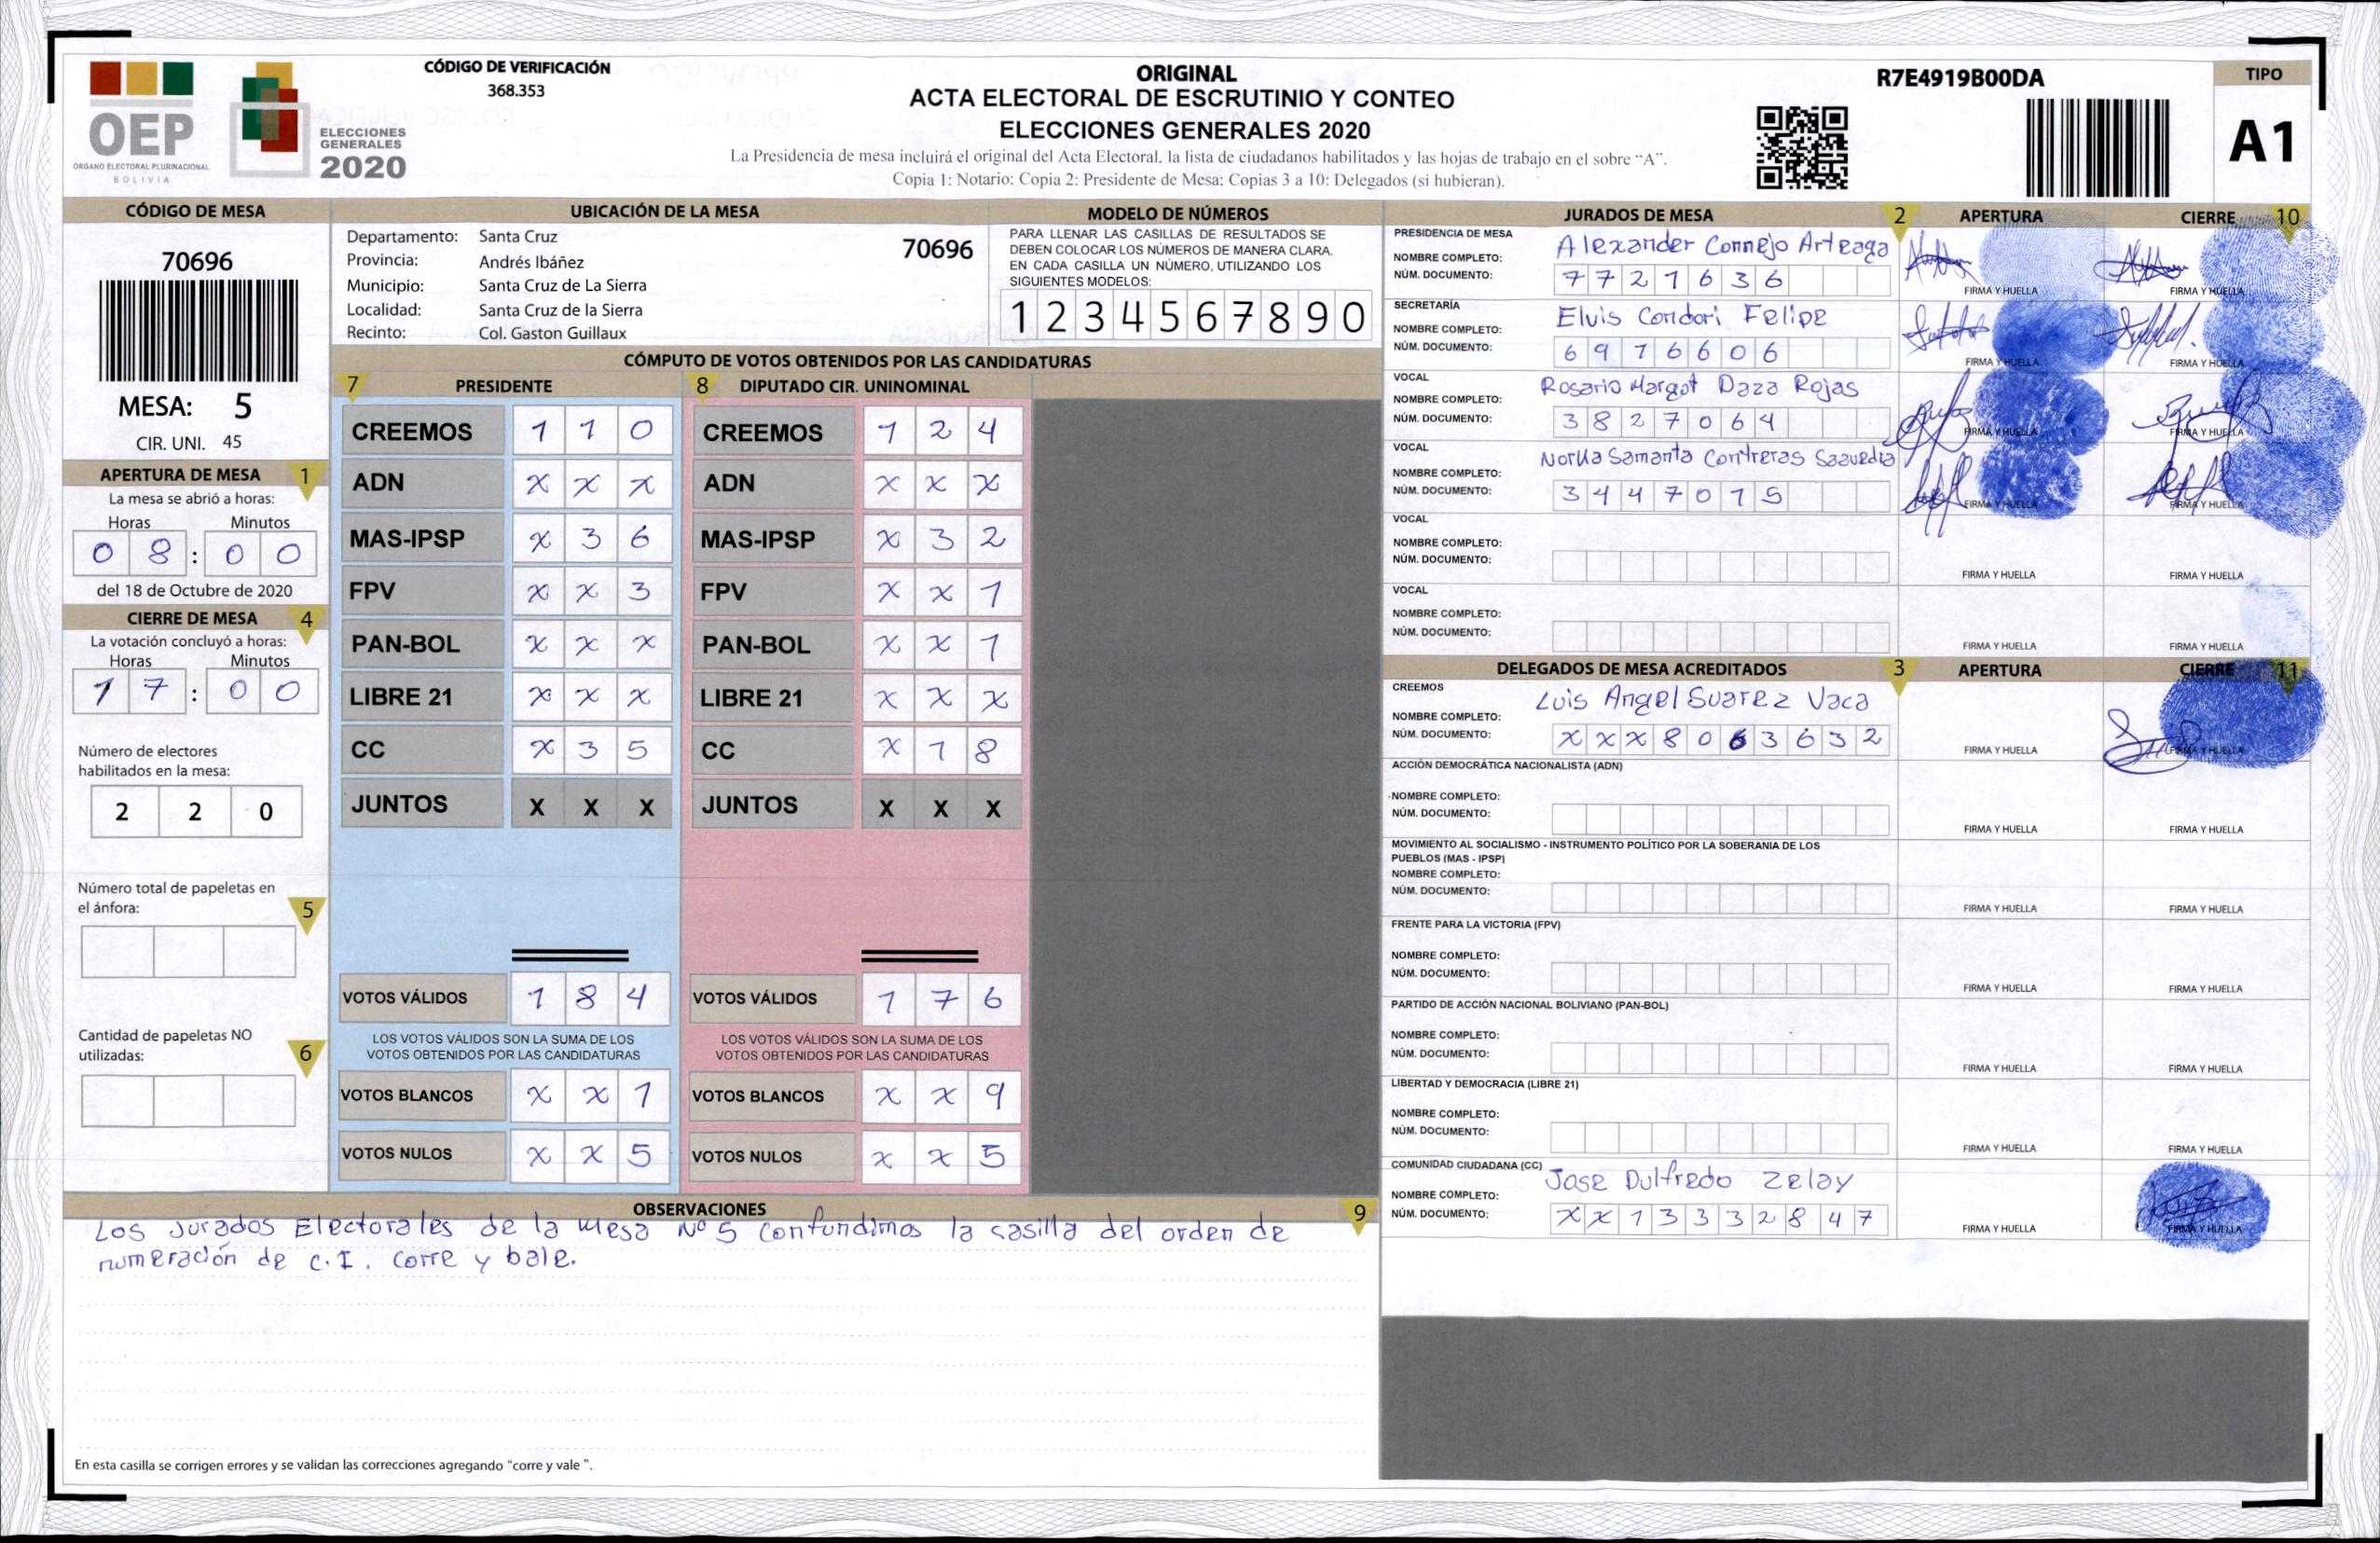 OEP
ÓRGANO ELECTORAL PLURINACIONAL
BOLIVIA
ELECCIONES
GENERALES
2020
CÓDIGO DE VERIFICACIÓN
368.353
ORIGINAL
ACTA ELECTORAL DE ESCRUTINIO Y CONTEO
ELECCIONES GENERALES 2020
La Presidencia de mesa incluirá el original del Acta Electoral, la lista de ciudadanos habilitados y las hojas de trabajo en el sobre “A”.
Copia 1: Notario; Copia 2: Presidente de Mesa; Copias 3 a 10: Delegados (si hubieran).
R7E4919B00DA
TIPO
A1
CÓDIGO DE MESA
70696
MESA: 5
CIR. UNI. 45
APERTURA DE MESA 1
La mesa se abrió a horas:
Horas Minutos
0 8 : 0 0
del 18 de Octubre de 2020
CIERRE DE MESA 4
La votación concluyó a horas:
Horas Minutos
1 7 : 0 0
Número de electores
habilitados en la mesa:
2 2 0
Número total de papeletas en
el ánfora:
5
Cantidad de papeletas NO
utilizadas:
6
UBICACIÓN DE LA MESA
Departamento: Santa Cruz
70696
Provincia: Andrés Ibáñez
Municipio: Santa Cruz de La Sierra
Localidad: Santa Cruz de la Sierra
Recinto: Col. Gaston Guillaux
MODELO DE NÚMEROS
PARA LLENAR LAS CASILLAS DE RESULTADOS SE
DEBEN COLOCAR LOS NÚMEROS DE MANERA CLARA.
EN CADA CASILLA UN NÚMERO, UTILIZANDO LOS
SIGUIENTES MODELOS:
1 2 3 4 5 6 7 8 9 0
CÓMPUTO DE VOTOS OBTENIDOS POR LAS CANDIDATURAS
7 PRESIDENTE
CREEMOS 1 1 0
ADN X X X
MAS-IPSP X 3 6
FPV X X 3
PAN-BOL X X X
LIBRE 21 X X X
CC X 3 5
JUNTOS X X X
VOTOS VÁLIDOS 1 8 4
LOS VOTOS VÁLIDOS SON LA SUMA DE LOS
VOTOS OBTENIDOS POR LAS CANDIDATURAS
VOTOS BLANCOS X X 1
VOTOS NULOS X X 5
8 DIPUTADO CIR. UNINOMINAL
CREEMOS 1 2 4
ADN X X X
MAS-IPSP X 3 2
FPV X X 1
PAN-BOL X X 1
LIBRE 21 X X X
CC X 1 8
JUNTOS X X X
VOTOS VÁLIDOS 1 7 6
LOS VOTOS VÁLIDOS SON LA SUMA DE LOS
VOTOS OBTENIDOS POR LAS CANDIDATURAS
VOTOS BLANCOS X X 9
VOTOS NULOS X X 5
OBSERVACIONES 9
Los Jurados Electorales de la Mesa Nº 5 confundimos la casilla del orden de
numeración de C.I. corre y bale.
En esta casilla se corrigen errores y se validan las correcciones agregando “corre y vale ”.
JURADOS DE MESA 2 APERTURA CIERRE 10
PRESIDENCIA DE MESA
NOMBRE COMPLETO: Alexander Connejo Arteaga
NÚM. DOCUMENTO: 7 7 2 1 6 3 6
FIRMA Y HUELLA FIRMA Y HUELLA
SECRETARÍA
NOMBRE COMPLETO: Elvis Condori Felipe
NÚM. DOCUMENTO: 6 9 7 6 6 0 6
FIRMA Y HUELLA FIRMA Y HUELLA
VOCAL
NOMBRE COMPLETO: Rosario Margot Daza Rojas
NÚM. DOCUMENTO: 3 8 2 7 0 6 4
FIRMA Y HUELLA FIRMA Y HUELLA
VOCAL
NOMBRE COMPLETO: Norka Samanta Contreras Saavedra
NÚM. DOCUMENTO: 3 4 4 7 0 1 5
FIRMA Y HUELLA FIRMA Y HUELLA
VOCAL
NOMBRE COMPLETO:
NÚM. DOCUMENTO:
FIRMA Y HUELLA FIRMA Y HUELLA
VOCAL
NOMBRE COMPLETO:
NÚM. DOCUMENTO:
FIRMA Y HUELLA FIRMA Y HUELLA
DELEGADOS DE MESA ACREDITADOS 3 APERTURA CIERRE 11
CREEMOS
NOMBRE COMPLETO: Luis Angel Suarez Vaca
NÚM. DOCUMENTO: X X X 8 0 6 3 6 3 2
FIRMA Y HUELLA FIRMA Y HUELLA
ACCIÓN DEMOCRÁTICA NACIONALISTA (ADN)
NOMBRE COMPLETO:
NÚM. DOCUMENTO:
FIRMA Y HUELLA FIRMA Y HUELLA
MOVIMIENTO AL SOCIALISMO - INSTRUMENTO POLÍTICO POR LA SOBERANIA DE LOS
PUEBLOS (MAS - IPSP)
NOMBRE COMPLETO:
NÚM. DOCUMENTO:
FIRMA Y HUELLA FIRMA Y HUELLA
FRENTE PARA LA VICTORIA (FPV)
NOMBRE COMPLETO:
NÚM. DOCUMENTO:
FIRMA Y HUELLA FIRMA Y HUELLA
PARTIDO DE ACCIÓN NACIONAL BOLIVIANO (PAN-BOL)
NOMBRE COMPLETO:
NÚM. DOCUMENTO:
FIRMA Y HUELLA FIRMA Y HUELLA
LIBERTAD Y DEMOCRACIA (LIBRE 21)
NOMBRE COMPLETO:
NÚM. DOCUMENTO:
FIRMA Y HUELLA FIRMA Y HUELLA
COMUNIDAD CIUDADANA (CC)
NOMBRE COMPLETO: Jose Dulfredo Zelay
NÚM. DOCUMENTO: X X 1 3 3 3 2 8 4 7
FIRMA Y HUELLA FIRMA Y HUELLA